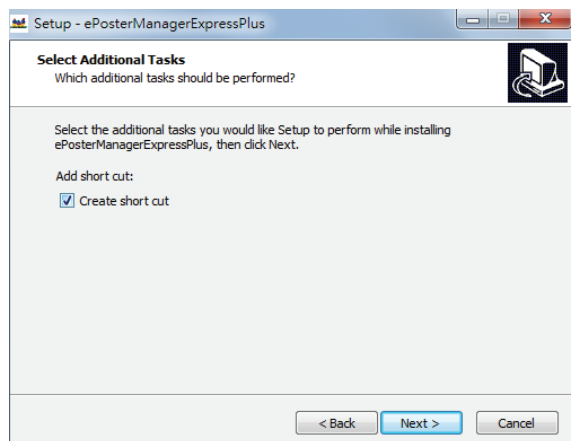 Setup - ePosterManagerExpressPlus
Select Additional Tasks
Which additional tasks should be performed?
Select the additional tasks you would like Setup to perform while installing
ePosterManagerExpressPlus, then click Next.
Add short cut:
Create short cut
< Back
Next >
Cancel